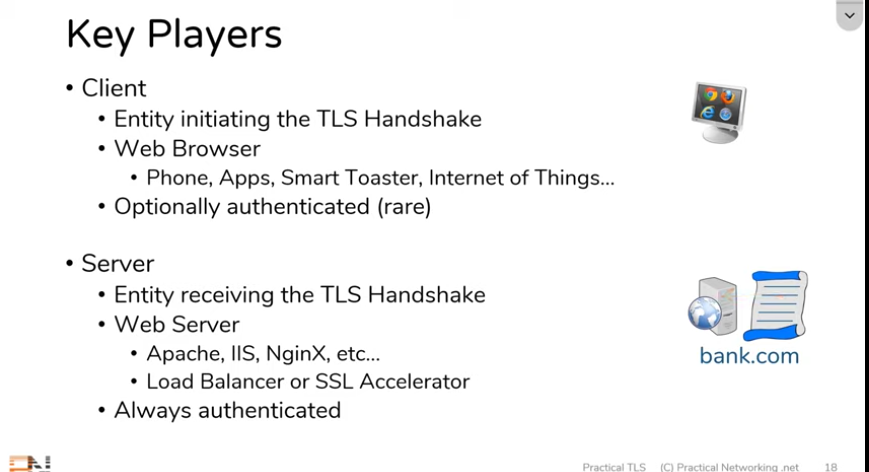 Key Players
• Client
• Entity initiating the TLS Handshake
• Web Browser
• Phone, Apps, Smart Toaster, Internet of Things...
• Optionally authenticated (rare)
• Server
• Entity receiving the TLS Handshake
• Web Server
• Apache, IIS, NginX, etc...
• Load Balancer or SSL Accelerator
• Always authenticated
bank.com
Practical TLS (C) Practical Networking .net 18